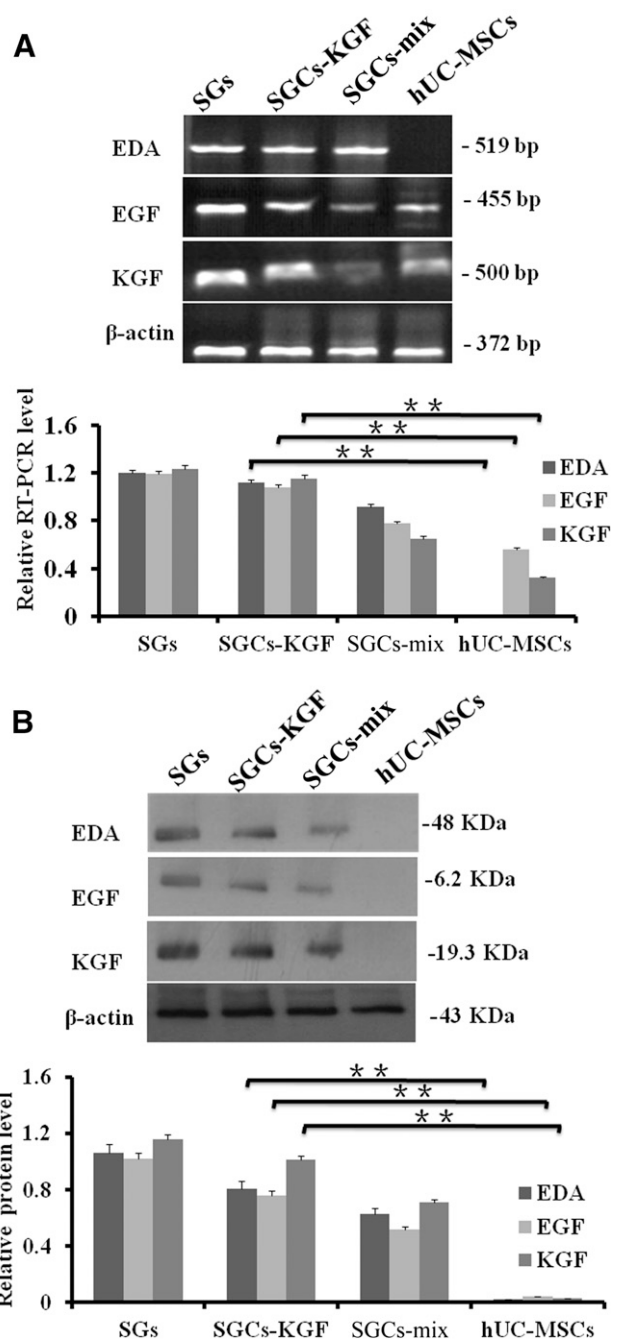 A
SGs SGCs-KGF SGCs-mix hUC-MSCs
EDA - 519 bp
EGF - 455 bp
KGF - 500 bp
β-actin - 372 bp
Relative RT-PCR level
1.6
1.2
0.8
0.4
0
* *
* *
* *
EDA
EGF
KGF
SGs SGCs-KGF SGCs-mix hUC-MSCs
B
SGs SGCs-KGF SGCs-mix hUC-MSCs
EDA -48 KDa
EGF -6.2 KDa
KGF -19.3 KDa
β-actin -43 KDa
Relative protein level
1.6
1.2
0.8
0.4
0
* *
* *
* *
EDA
EGF
KGF
SGs SGCs-KGF SGCs-mix hUC-MSCs